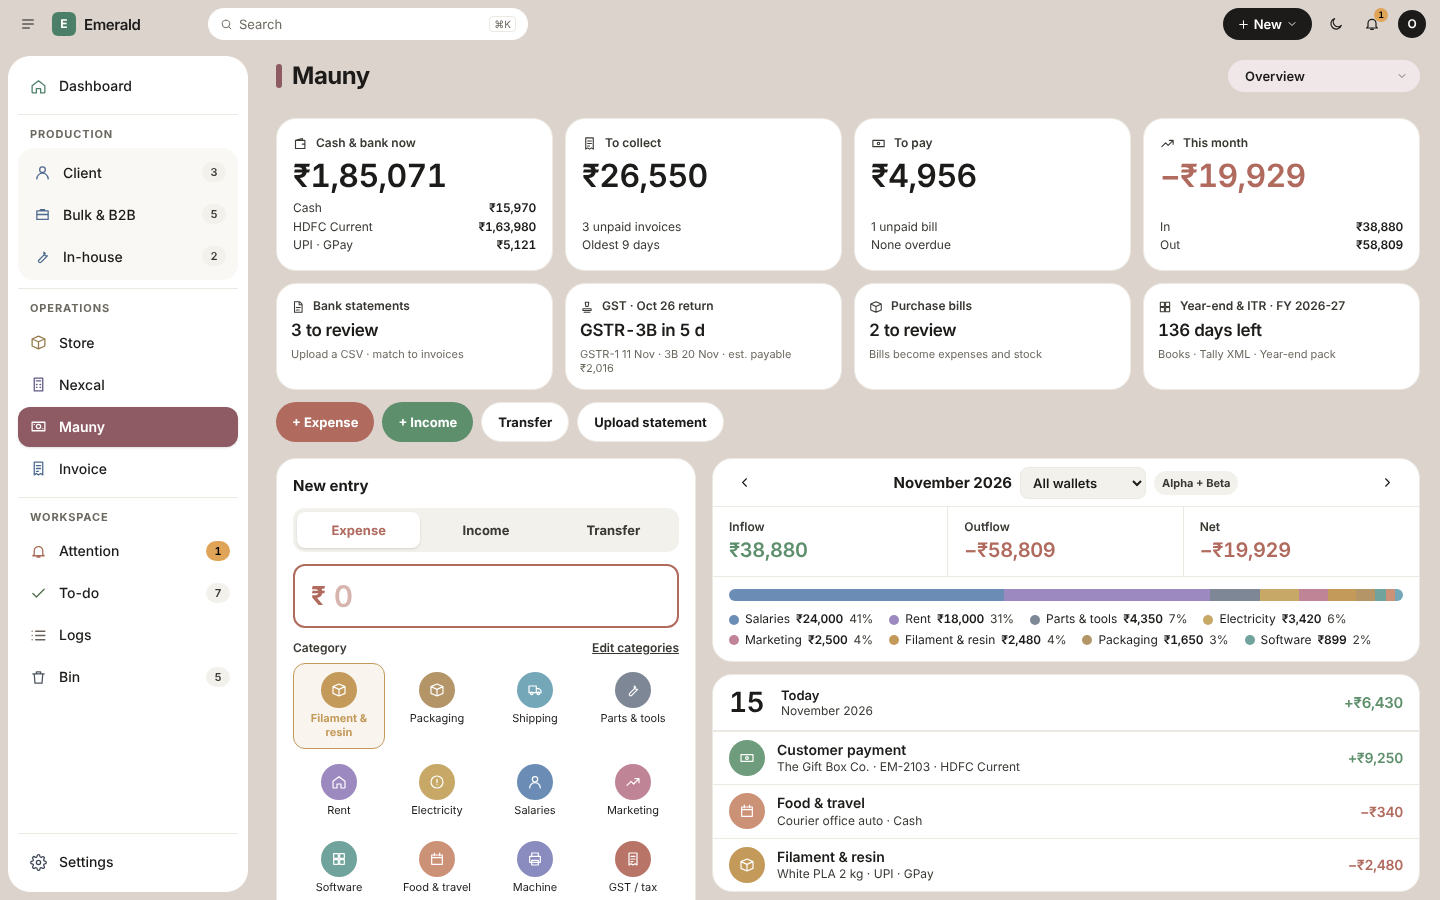 E Emerald
Search ⌘K
+ New
1
O
Dashboard
PRODUCTION
Client 3
Bulk & B2B 5
In-house 2
OPERATIONS
Store
Nexcal
Mauny
Invoice
WORKSPACE
Attention 1
To-do 7
Logs
Bin 5
Settings
Mauny
Overview
Cash & bank now
₹1,85,071
Cash ₹15,970
HDFC Current ₹1,63,980
UPI · GPay ₹5,121
To collect
₹26,550
3 unpaid invoices
Oldest 9 days
To pay
₹4,956
1 unpaid bill
None overdue
This month
−₹19,929
In ₹38,880
Out ₹58,809
Bank statements
3 to review
Upload a CSV · match to invoices
GST · Oct 26 return
GSTR-3B in 5 d
GSTR-1 11 Nov · 3B 20 Nov · est. payable
₹2,016
Purchase bills
2 to review
Bills become expenses and stock
Year-end & ITR · FY 2026-27
136 days left
Books · Tally XML · Year-end pack
+ Expense
+ Income
Transfer
Upload statement
New entry
Expense Income Transfer
₹ 0
Category Edit categories
Filament &
resin
Packaging
Shipping
Parts & tools
Rent
Electricity
Salaries
Marketing
Software
Food & travel
Machine
GST / tax
November 2026 All wallets Alpha + Beta
Inflow
₹38,880
Outflow
−₹58,809
Net
−₹19,929
Salaries ₹24,000 41% Rent ₹18,000 31% Parts & tools ₹4,350 7% Electricity ₹3,420 6%
Marketing ₹2,500 4% Filament & resin ₹2,480 4% Packaging ₹1,650 3% Software ₹899 2%
15
Today
November 2026
+₹6,430
Customer payment
The Gift Box Co. · EM-2103 · HDFC Current
+₹9,250
Food & travel
Courier office auto · Cash
−₹340
Filament & resin
White PLA 2 kg · UPI · GPay
−₹2,480